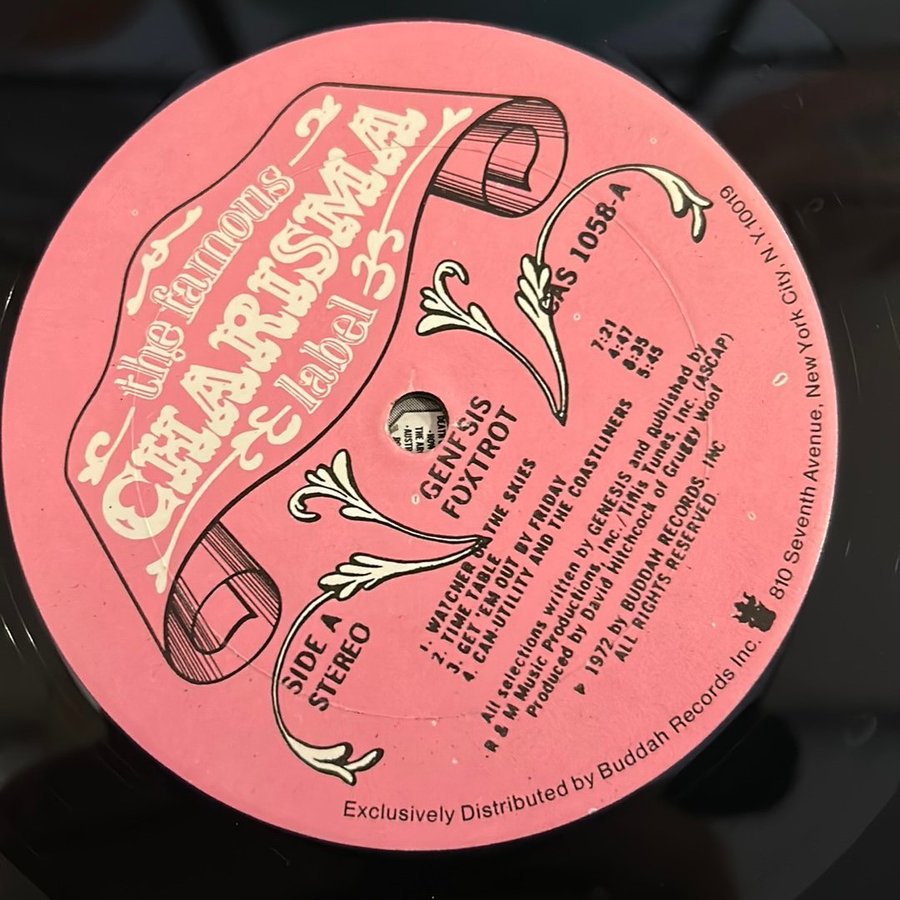 the famous
CHARISMA
label
CAS 1058-A
GENESIS
FOXTROT
SIDE A
STEREO
1. WATCHER OF THE SKIES 7:21
2. TIME TABLE 4:47
3. GET 'EM OUT BY FRIDAY 8:35
4. CAN-UTILITY AND THE COASTLINERS 5:45
All selections written by GENESIS and published by
R & M Music Productions, Inc./Tithis Tunes, Inc. (ASCAP)
Produced by David Hitchcock of Gruggy Woof
℗ 1972 by BUDDAH RECORDS, INC
ALL RIGHTS RESERVED.
Exclusively Distributed by Buddah Records Inc. 810 Seventh Avenue, New York City, N.Y. 10019